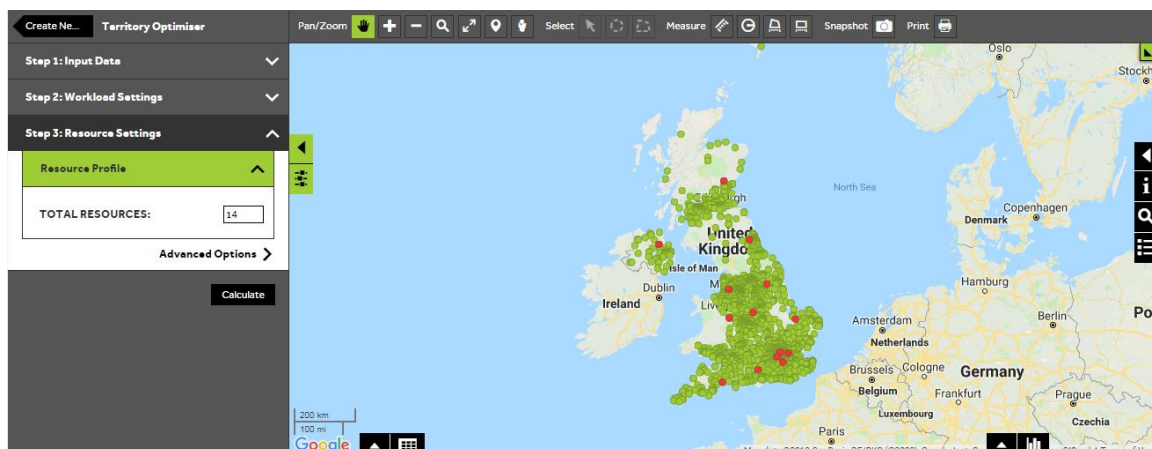 Create Ne...
Territory Optimiser
Pan/Zoom
Select
Measure
Snapshot
Print
Step 1: Input Data
Step 2: Workload Settings
Step 3: Resource Settings
Resource Profile
TOTAL RESOURCES: 14
Advanced Options
Calculate
Oslo
Stockh
North Sea
United
Kingdo
Isle of Man
Dublin
Ireland
Liv
Denmark
Copenhagen
Hamburg
Amsterdam
Netherlands
Berlin
Po
Brussels
Cologne
Belgium
Germany
Frankfurt
Prague
Luxembourg
Czechia
Paris
200 km
100 mi
Google